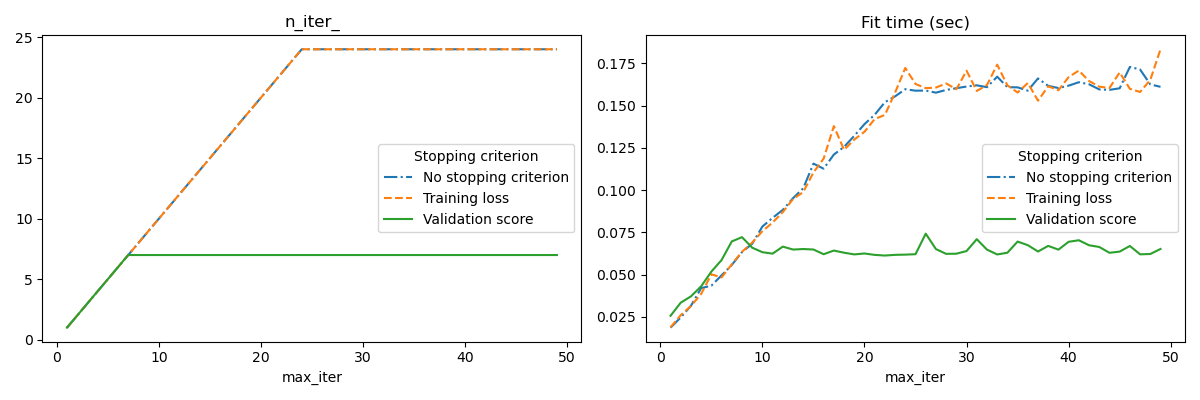 n_iter_
25
20
15
10
5
0
0 10 20 30 40 50
max_iter
Stopping criterion
No stopping criterion
Training loss
Validation score
Fit time (sec)
0.175
0.150
0.125
0.100
0.075
0.050
0.025
0 10 20 30 40 50
max_iter
Stopping criterion
No stopping criterion
Training loss
Validation score